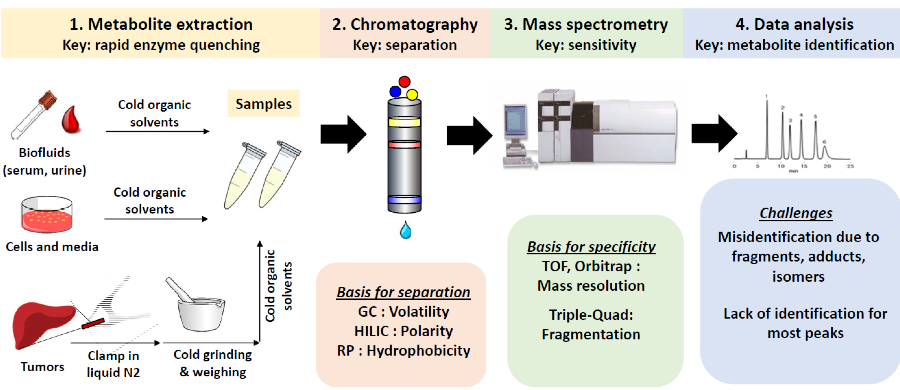 1. Metabolite extraction
Key: rapid enzyme quenching
2. Chromatography
Key: separation
3. Mass spectrometry
Key: sensitivity
4. Data analysis
Key: metabolite identification
Cold organic
solvents
Samples
Biofluids
(serum, urine)
Cold organic
solvents
Cells and media
Cold organic
solvents
Tumors
Clamp in
liquid N2
Cold grinding
& weighing
Basis for separation
GC : Volatility
HILIC : Polarity
RP : Hydrophobicity
Basis for specificity
TOF, Orbitrap :
Mass resolution
Triple-Quad:
Fragmentation
1
2
3
4
5
6
0 5 10 15 20 25
min
Challenges
Misidentification due to
fragments, adducts,
isomers
Lack of identification for
most peaks